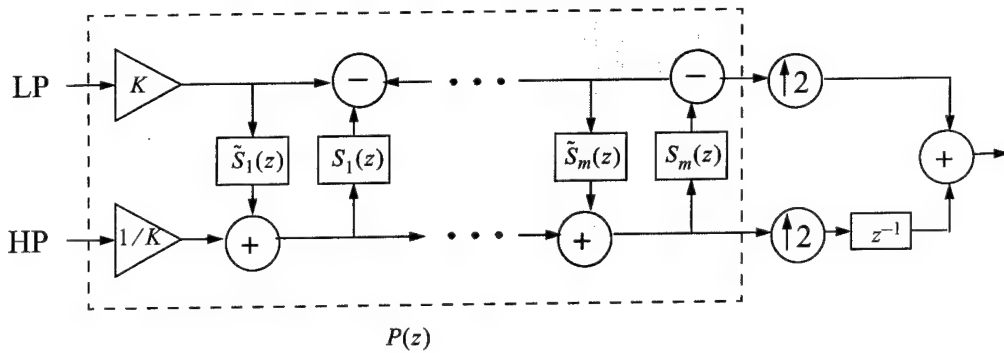 LP K − • • • − ↑2
S̃₁(z) S₁(z) S̃ₘ(z) Sₘ(z) +
HP 1/K + • • • + ↑2 z⁻¹
P(z)